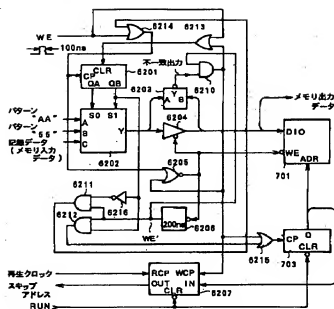 WE
100ns
6214
6213
CLR
CP
6201
QA QB
不一致出力
6210
6203
Y
A B
メモリ出力
データ
パターン
"AA"
パターン
"55"
記録データ
(メモリ入力
データ)
S0 S1
A
B
C
Y
6202
6204
6205
DIO
WE
701
ADR
6211
6212
6216
200ns
6206
WE'
6215
Q
CP
CLR
703
再生クロック
スキップ
アドレス
RUN
RCP WCP
OUT IN
CLR
6207